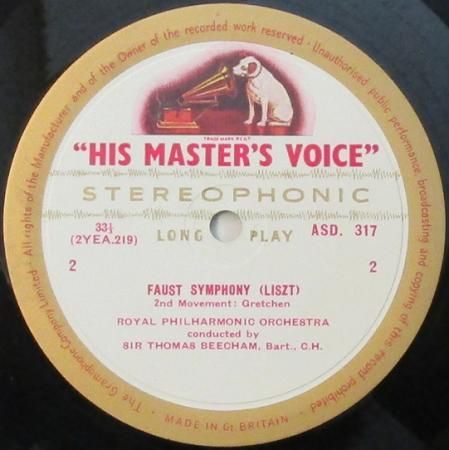 All rights of the Manufacturer and of the Owner of the recorded work reserved · Unauthorised public performance, broadcasting and copying of this record prohibited
TRADE MARK REGD
"HIS MASTER'S VOICE"
STEREOPHONIC
33⅓
(2YEA.219)
LONG PLAY
ASD. 317
2 2
FAUST SYMPHONY (LISZT)
2nd Movement: Gretchen
ROYAL PHILHARMONIC ORCHESTRA
conducted by
SIR THOMAS BEECHAM, Bart., C.H.
The Gramophone Company Limited ·
MADE IN Gt. BRITAIN